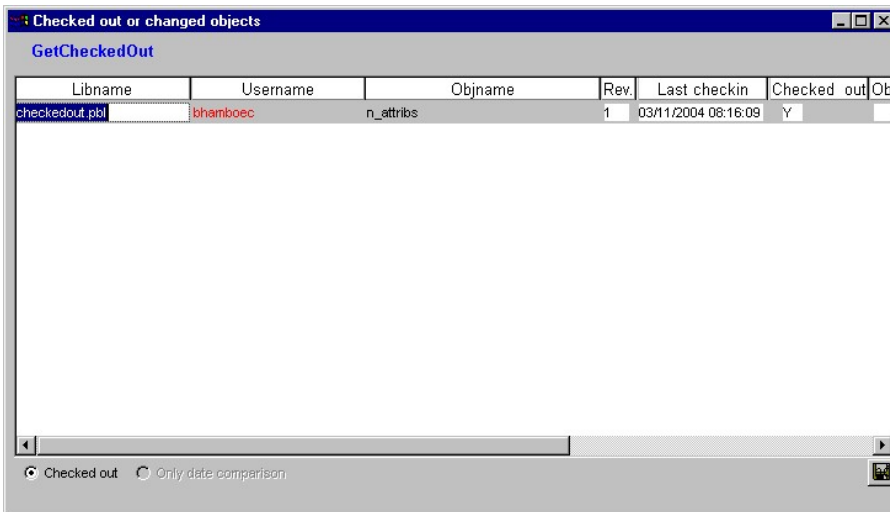 Checked out or changed objects
GetCheckedOut
Libname Username Objname Rev. Last checkin Checked out Ob
checkedout.pbl bhamboec n_attribs 1 03/11/2004 08:16:09 Y
Checked out Only date comparison